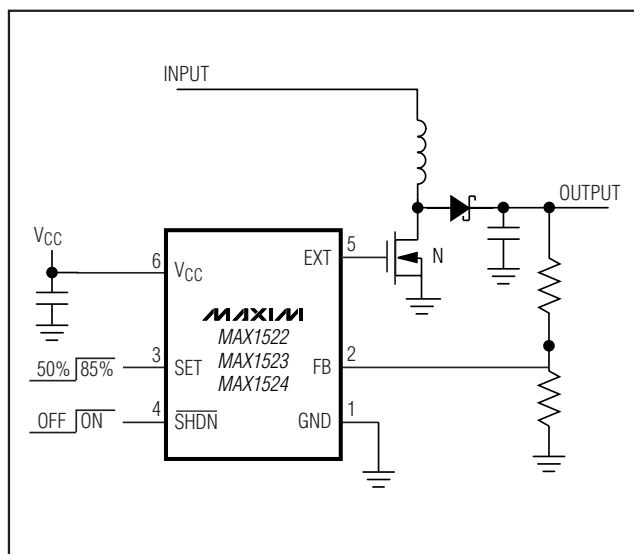 INPUT
OUTPUT
VCC
6 VCC
EXT 5
N
MAXIM
MAX1522
MAX1523
MAX1524
50% 85% 3 SET
FB 2
OFF ON 4 SHDN
GND 1